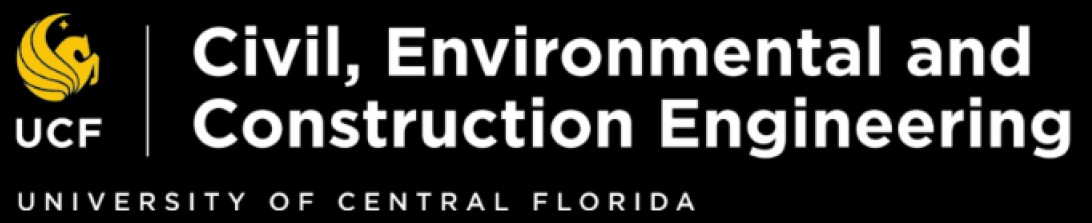 Civil, Environmental and
Construction Engineering
UCF
UNIVERSITY OF CENTRAL FLORIDA